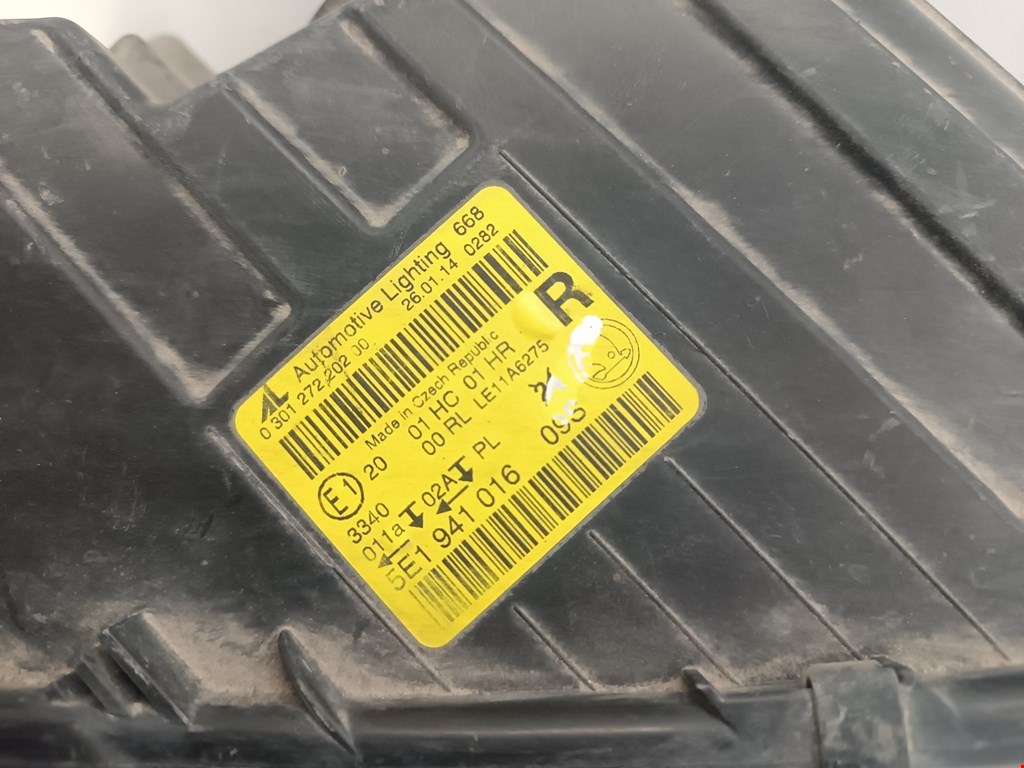 AL Automotive Lighting 668
0 301 272 202 00 26.01.14 0282
Made in Czech Republic
R
E1 20
01 HC 01 HR
00 RL LE11A6275
3340
011a 02A PL
5E1 941 016 09S